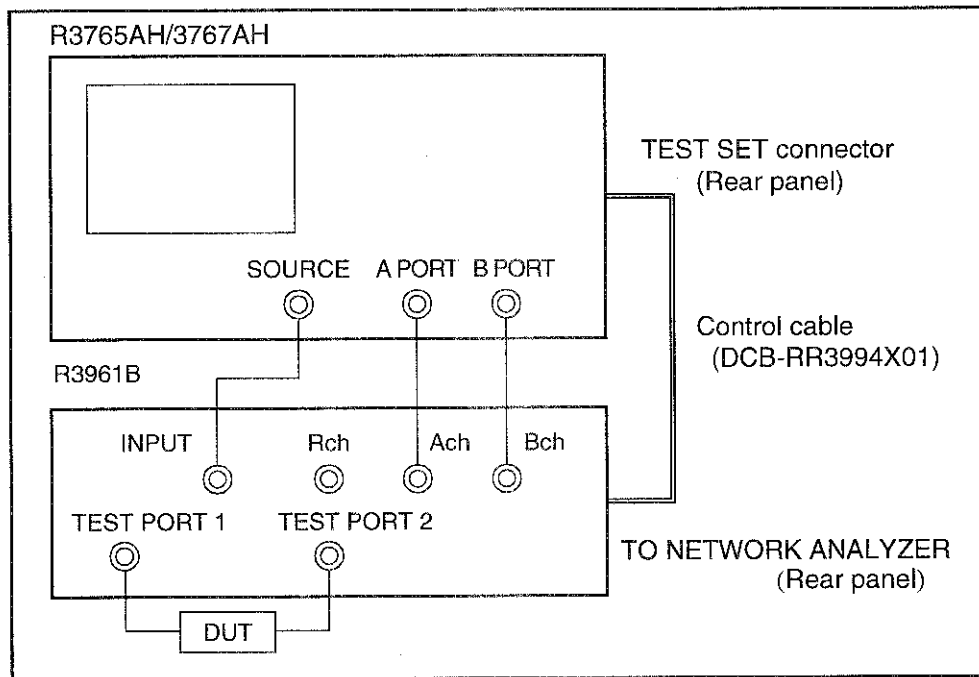 R3765AH/3767AH
TEST SET connector
(Rear panel)
SOURCE A PORT B PORT
Control cable
(DCB-RR3994X01)
R3961B
INPUT Rch Ach Bch
TEST PORT 1 TEST PORT 2
TO NETWORK ANALYZER
(Rear panel)
DUT